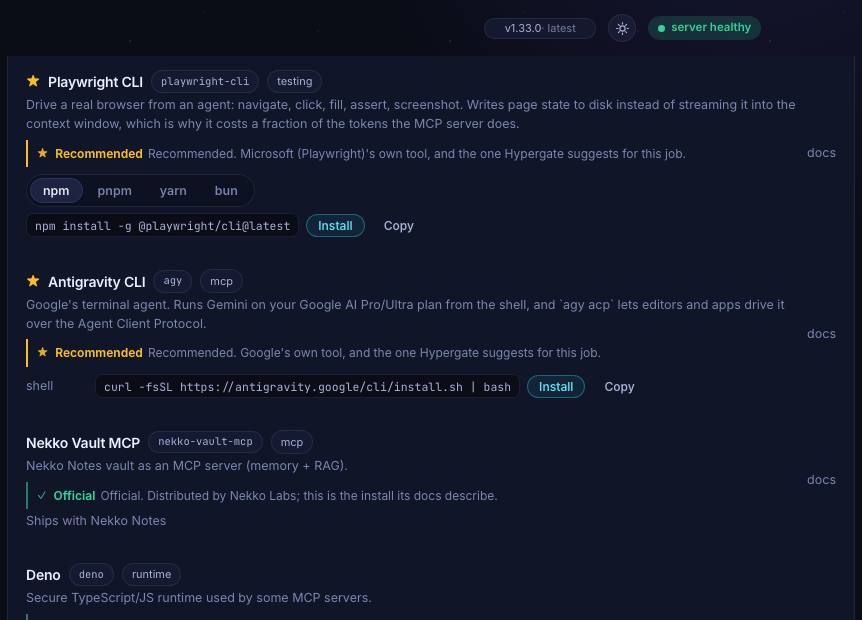 v1.33.0· latest
server healthy
Playwright CLI playwright-cli testing
Drive a real browser from an agent: navigate, click, fill, assert, screenshot. Writes page state to disk instead of streaming it into the
context window, which is why it costs a fraction of the tokens the MCP server does.
Recommended Recommended. Microsoft (Playwright)'s own tool, and the one Hypergate suggests for this job.
docs
npm pnpm yarn bun
npm install -g @playwright/cli@latest Install Copy
Antigravity CLI agy mcp
Google's terminal agent. Runs Gemini on your Google AI Pro/Ultra plan from the shell, and `agy acp` lets editors and apps drive it
over the Agent Client Protocol.
docs
Recommended Recommended. Google's own tool, and the one Hypergate suggests for this job.
shell curl -fsSL https://antigravity.google/cli/install.sh | bash Install Copy
Nekko Vault MCP nekko-vault-mcp mcp
Nekko Notes vault as an MCP server (memory + RAG).
docs
Official Official. Distributed by Nekko Labs; this is the install its docs describe.
Ships with Nekko Notes
Deno deno runtime
Secure TypeScript/JS runtime used by some MCP servers.